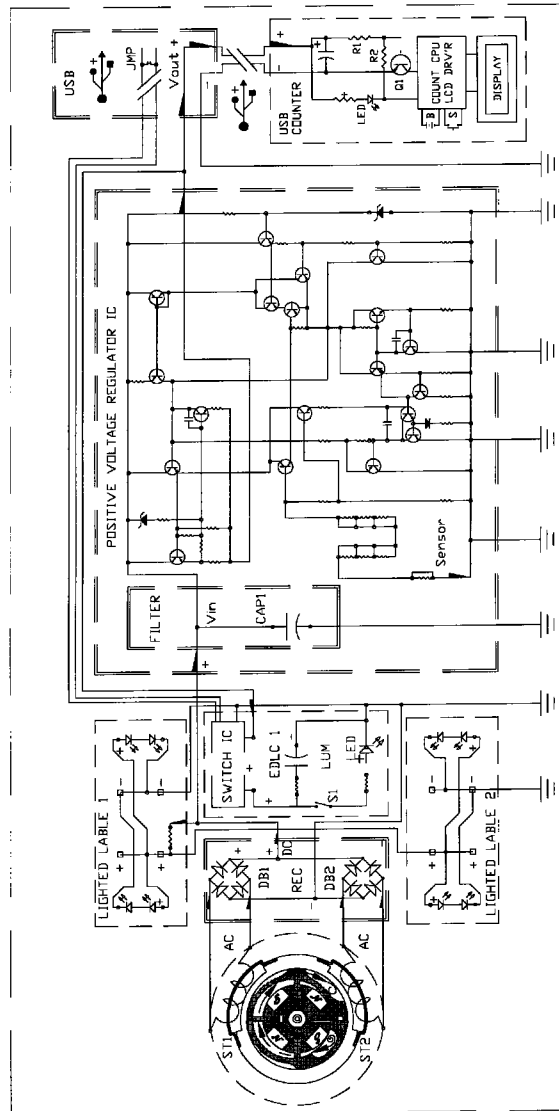 USB
JMP
Vout +
+
-
+
R1
R2
LED
Q1
USB
COUNTER
COUNT CPU
LCD DRV'R
B
S
DISPLAY
POSITIVE VOLTAGE REGULATOR IC
Sensor
FILTER
Vin
CAP1
+
LIGHTED LABLE 1
+
+
-
-
+
+
SWITCH IC
+
+
EDLC 1
LUM
LED
+
S1
+
DC
DB1
REC
DB2
AC
AC
ST1
ST2
N
S
N
S
LIGHTED LABLE 2
+
+
-
-
+
+